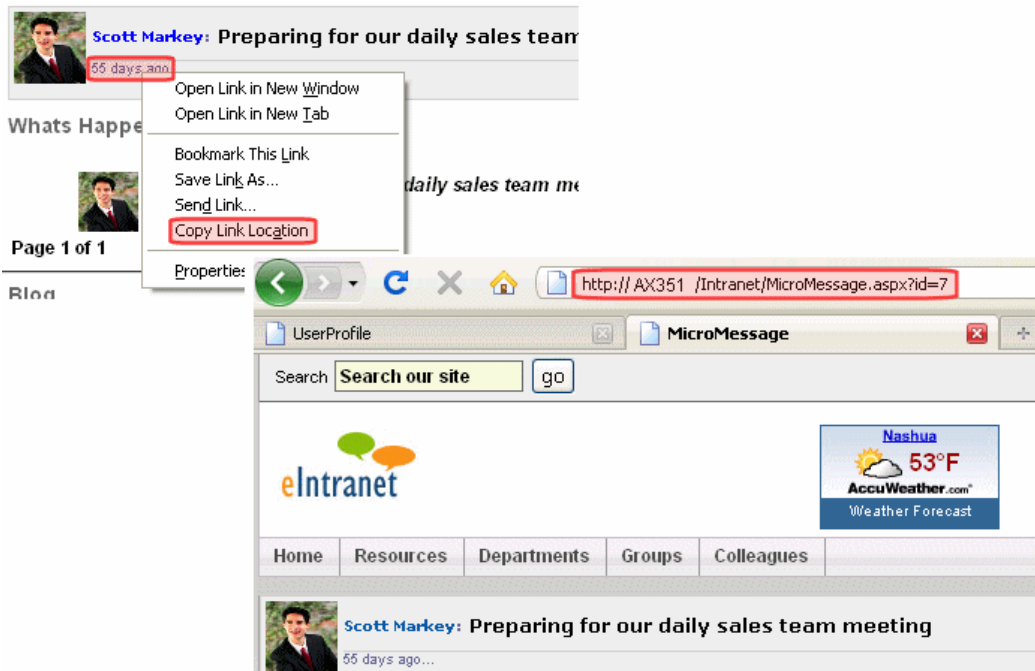 Scott Markey: Preparing for our daily sales team
55 days ago
Open Link in New Window
Open Link in New Tab
Whats Happe
Bookmark This Link
Save Link As...
daily sales team me
Send Link...
Copy Link Location
Page 1 of 1
Properties
Blog
http:// AX351 /Intranet/MicroMessage.aspx?id=7
UserProfile
MicroMessage
Search
Search our site
go
Nashua
53°F
AccuWeather.com
Weather Forecast
eIntranet
Home Resources Departments Groups Colleagues
Scott Markey: Preparing for our daily sales team meeting
55 days ago...